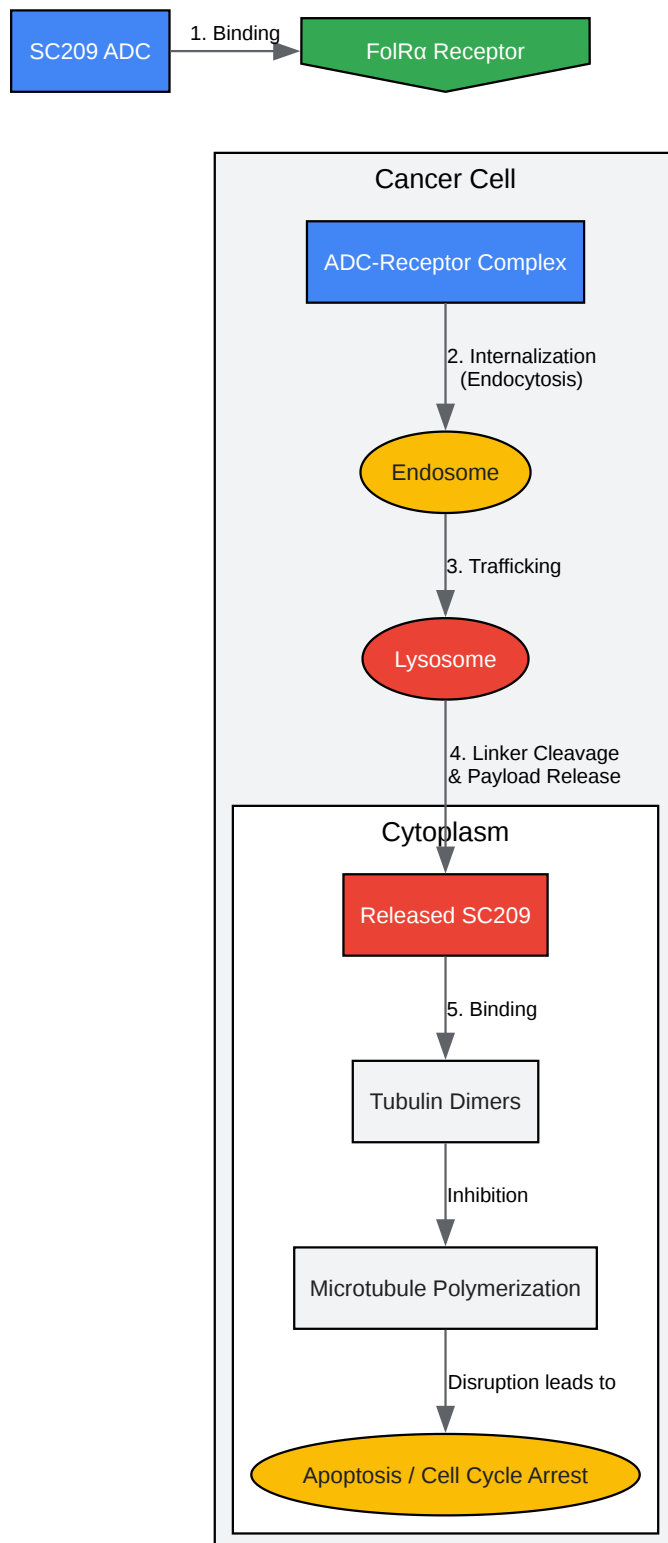 SC209 ADC
1. Binding
FolRα Receptor
Cancer Cell
ADC-Receptor Complex
2. Internalization
(Endocytosis)
Endosome
3. Trafficking
Lysosome
4. Linker Cleavage
& Payload Release
Cytoplasm
Released SC209
5. Binding
Tubulin Dimers
Inhibition
Microtubule Polymerization
Disruption leads to
Apoptosis / Cell Cycle Arrest